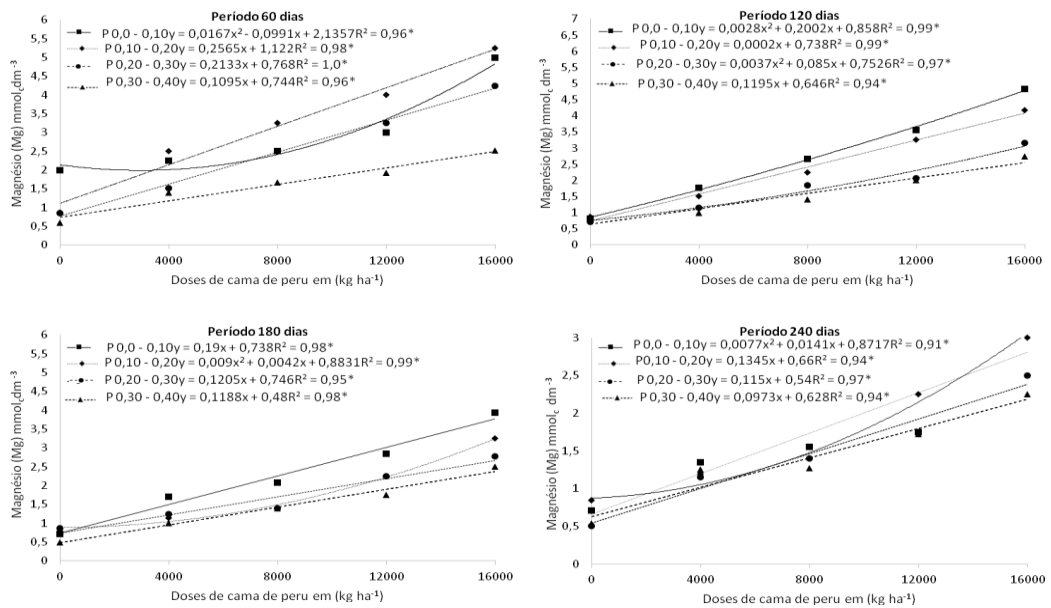 Período 60 dias
P 0,0 - 0,10y = 0,0167x² - 0,0991x + 2,1357R² = 0,96*
P 0,10 - 0,20y = 0,2565x + 1,122R² = 0,98*
P 0,20 - 0,30y = 0,2133x + 0,768R² = 1,0*
P 0,30 - 0,40y = 0,1095x + 0,744R² = 0,96*
Magnésio (Mg) mmolcdm⁻³
6
5,5
5
4,5
4
3,5
3
2,5
2
1,5
1
0,5
0
0 4000 8000 12000 16000
Doses de cama de peru em (kg ha⁻¹)
Período 120 dias
P 0,0 - 0,10y = 0,0028x² + 0,2002x + 0,858R² = 0,99*
P 0,10 - 0,20y = 0,0002x + 0,738R² = 0,99*
P 0,20 - 0,30y = 0,0037x² + 0,085x + 0,7526R² = 0,97*
P 0,30 - 0,40y = 0,1195x + 0,646R² = 0,94*
Magnésio (Mg) mmolc dm⁻³
7
6,5
6
5,5
5
4,5
4
3,5
3
2,5
2
1,5
1
0,5
0
0 4000 8000 12000 16000
Doses de cama de peru em (kg ha⁻¹)
Período 180 dias
P 0,0 - 0,10y = 0,19x + 0,738R² = 0,98*
P 0,10 - 0,20y = 0,009x² + 0,0042x + 0,8831R² = 0,99*
P 0,20 - 0,30y = 0,1205x + 0,746R² = 0,95*
P 0,30 - 0,40y = 0,1188x + 0,48R² = 0,98*
Magnésio (Mg) mmolcdm⁻³
6
5,5
5
4,5
4
3,5
3
2,5
2
1,5
1
0,5
0
0 4000 8000 12000 16000
Doses de cama de peru em (kg ha⁻¹)
Período 240 dias
P 0,0 - 0,10y = 0,0077x² + 0,0141x + 0,8717R² = 0,91*
P 0,10 - 0,20y = 0,1345x + 0,66R² = 0,94*
P 0,20 - 0,30y = 0,115x + 0,54R² = 0,97*
P 0,30 - 0,40y = 0,0973x + 0,628R² = 0,94*
Magnésio (Mg) mmolc dm⁻³
3
2,5
2
1,5
1
0,5
0
0 4000 8000 12000 16000
Doses de cama de peru em (kg ha⁻¹)